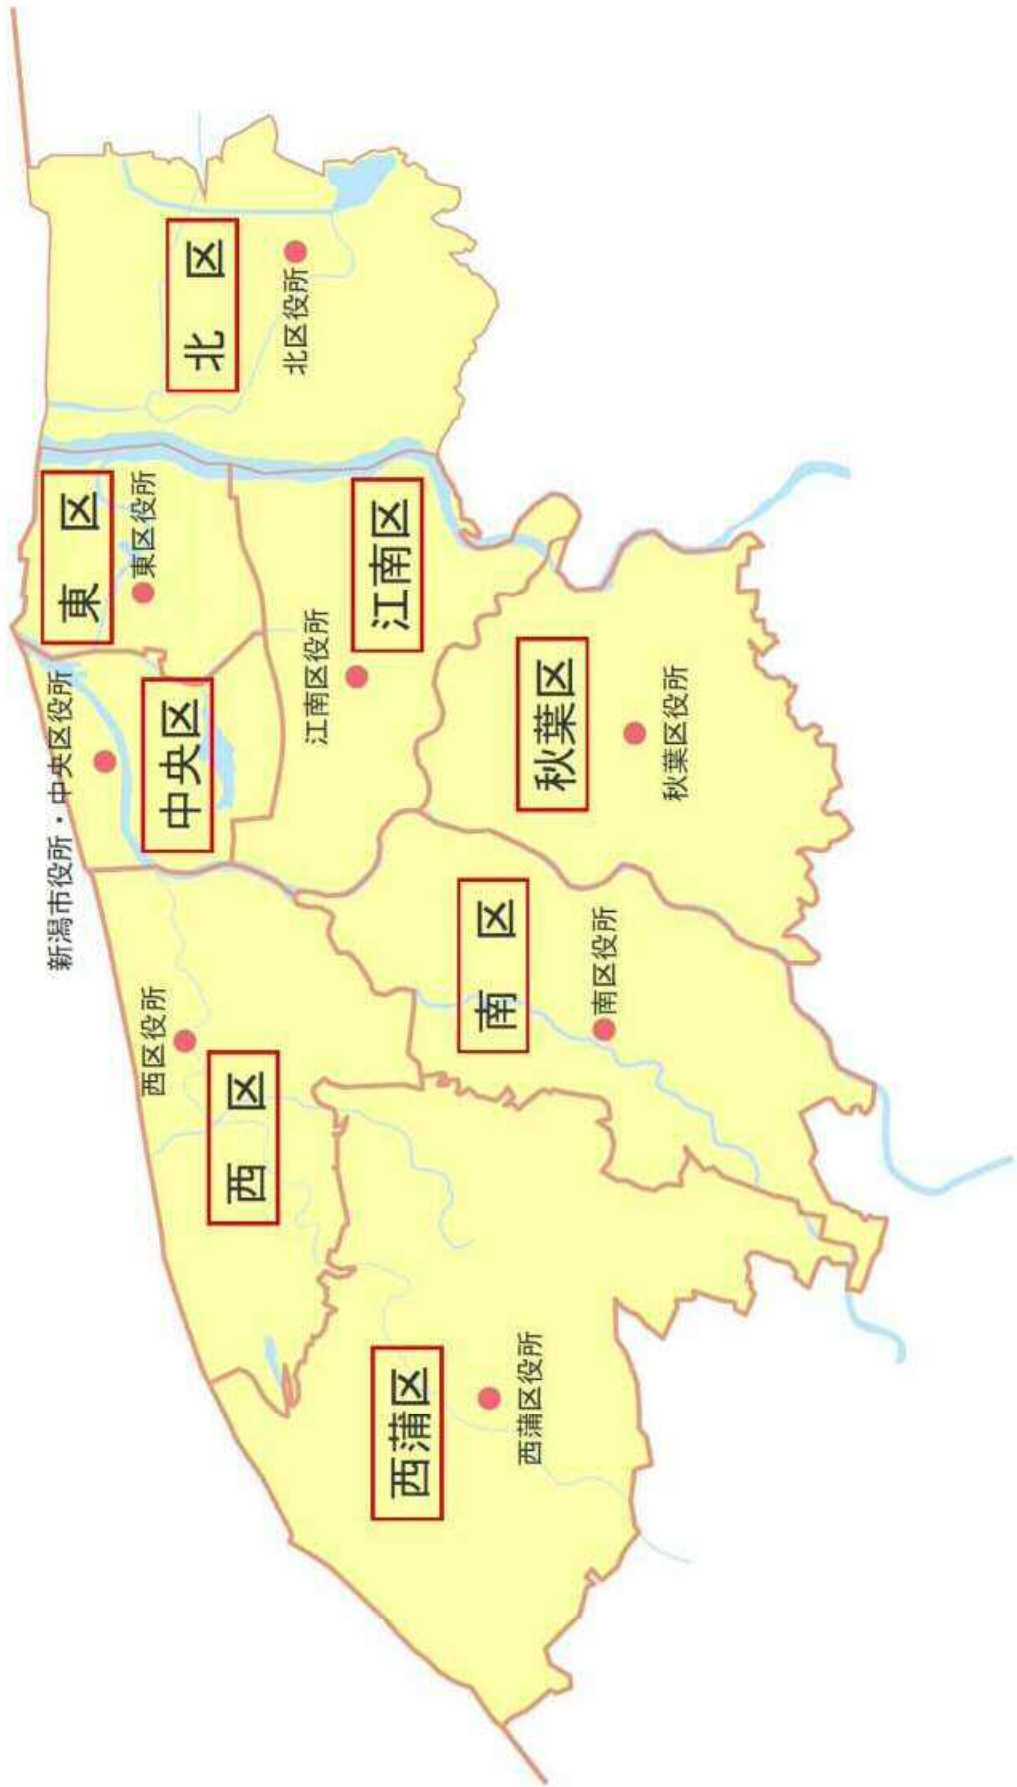 北　区
北区役所
東　区
東区役所
江南区
江南区役所
新潟市役所・中央区役所
中央区
秋葉区
秋葉区役所
南　区
南区役所
西区役所
西　区
西蒲区
西蒲区役所